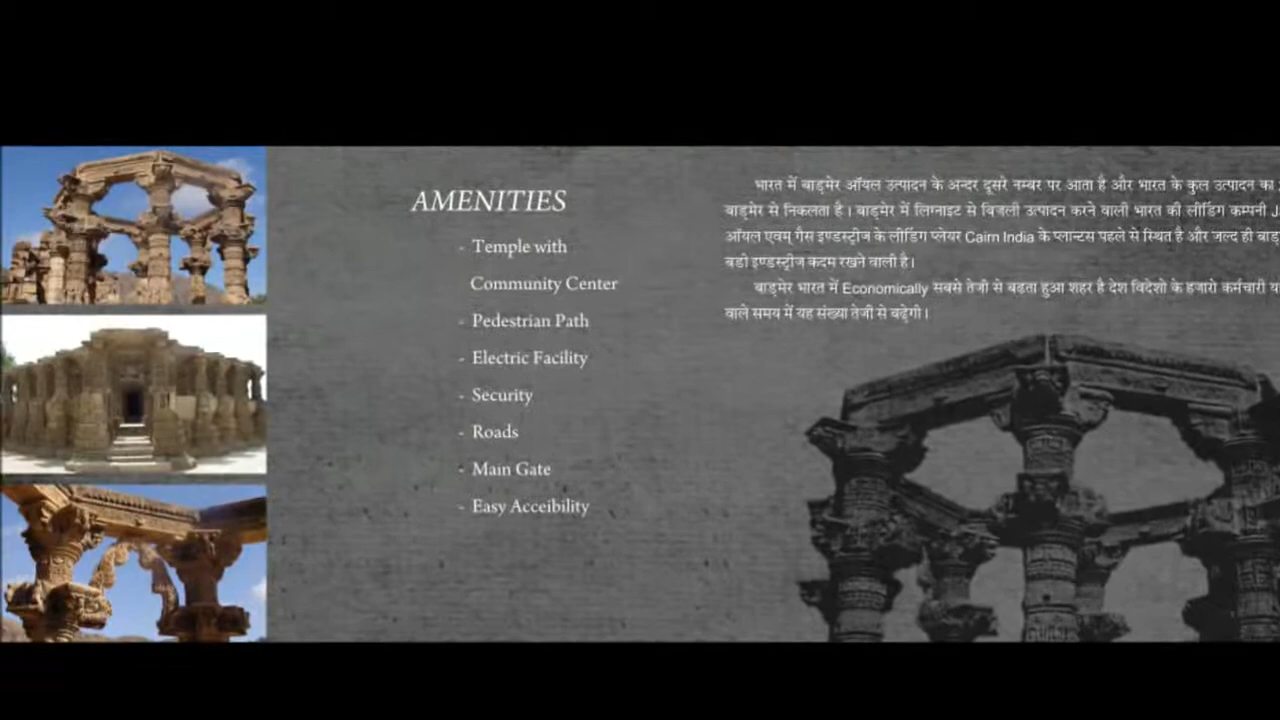 AMENITIES
- Temple with
Community Center
- Pedestrian Path
- Electric Facility
- Security
- Roads
- Main Gate
- Easy Acceibility
भारत में बाड़मेर ऑयल उत्पादन के अन्दर दूसरे नम्बर पर आता है और भारत के कुल उत्पादन का
बाड़मेर से निकलता है। बाड़मेर में लिग्नाइट से बिजली उत्पादन करने वाली भारत की लीडिंग कम्पनी J
ऑयल एवम् गैस इण्डस्ट्रीज के लीडिंग प्लेयर Cairn India के प्लान्टस पहले से स्थित है और जल्द ही
बडी इण्डस्ट्रीज कदम रखने वाली है।
बाड़मेर भारत में Economically सबसे तेजी से बढता हुआ शहर है देश विदेशो के हजारो कर्मचारी
वाले समय में यह संख्या तेजी से बढ़ेगी।